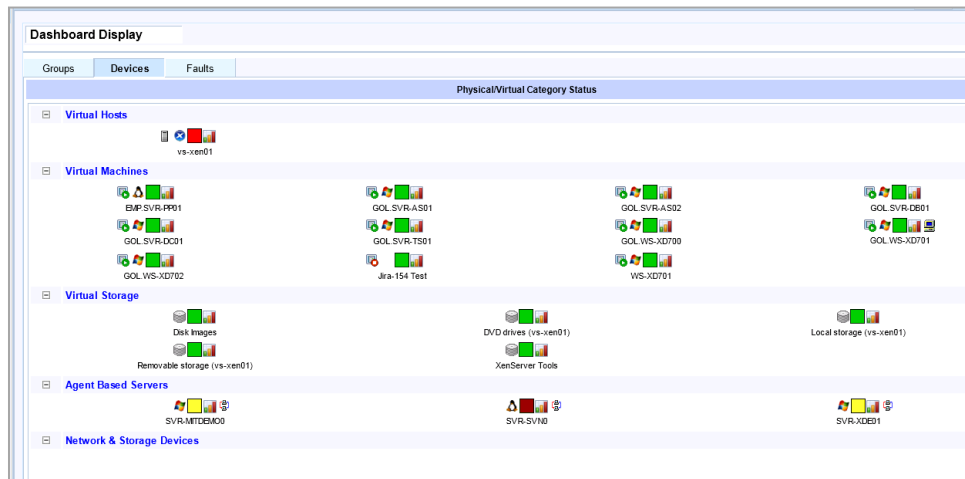 Dashboard Display
Groups Devices Faults
Physical/Virtual Category Status
Virtual Hosts
vs-xen01
Virtual Machines
EMP.SVR-PP01 GOL.SVR-AS01 GOL.SVR-AS02 GOL.SVR-DB01
GOL.SVR-DC01 GOL.SVR-TS01 GOL.WS-XD700 GOL.WS-XD701
GOL.WS-XD702 Jira-154 Test WS-XD701
Virtual Storage
Disk Images DVD drives (vs-xen01) Local storage (vs-xen01)
Removable storage (vs-xen01) XenServer Tools
Agent Based Servers
SVR-MITDEMO0 SVR-SVN0 SVR-XDE01
Network & Storage Devices